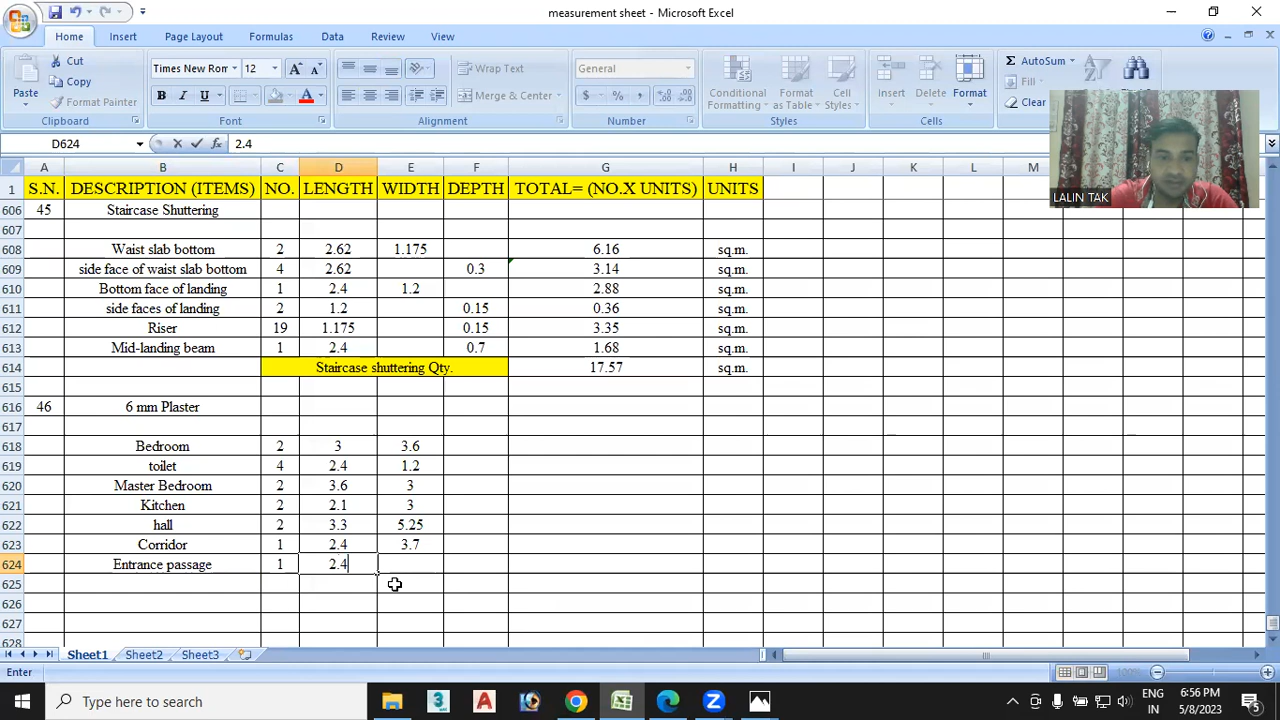 measurement sheet - Microsoft Excel
Home Insert Page Layout Formulas Data Review View
Paste Cut Copy Format Painter Clipboard
Times New Rom 12 B I U A Font
Wrap Text Merge & Center Alignment
General $ % , Number
Conditional Formatting Format as Table Cell Styles Styles
Insert Delete Format Cells
AutoSum Fill Clear
D624 2.4
LALIN TAK
A B C D E F G H I J K L M
1 S.N. DESCRIPTION (ITEMS) NO. LENGTH WIDTH DEPTH TOTAL= (NO.X UNITS) UNITS
606 45 Staircase Shuttering
607
608 Waist slab bottom 2 2.62 1.175 6.16 sq.m.
609 side face of waist slab bottom 4 2.62 0.3 3.14 sq.m.
610 Bottom face of landing 1 2.4 1.2 2.88 sq.m.
611 side faces of landing 2 1.2 0.15 0.36 sq.m.
612 Riser 19 1.175 0.15 3.35 sq.m.
613 Mid-landing beam 1 2.4 0.7 1.68 sq.m.
614 Staircase shuttering Qty. 17.57 sq.m.
615
616 46 6 mm Plaster
617
618 Bedroom 2 3 3.6
619 toilet 4 2.4 1.2
620 Master Bedroom 2 3.6 3
621 Kitchen 2 2.1 3
622 hall 2 3.3 5.25
623 Corridor 1 2.4 3.7
624 Entrance passage 1 2.4
625
626
627
628
Sheet1 Sheet2 Sheet3
Enter 100%
Type here to search
ENG IN
6:56 PM
5/8/2023
5